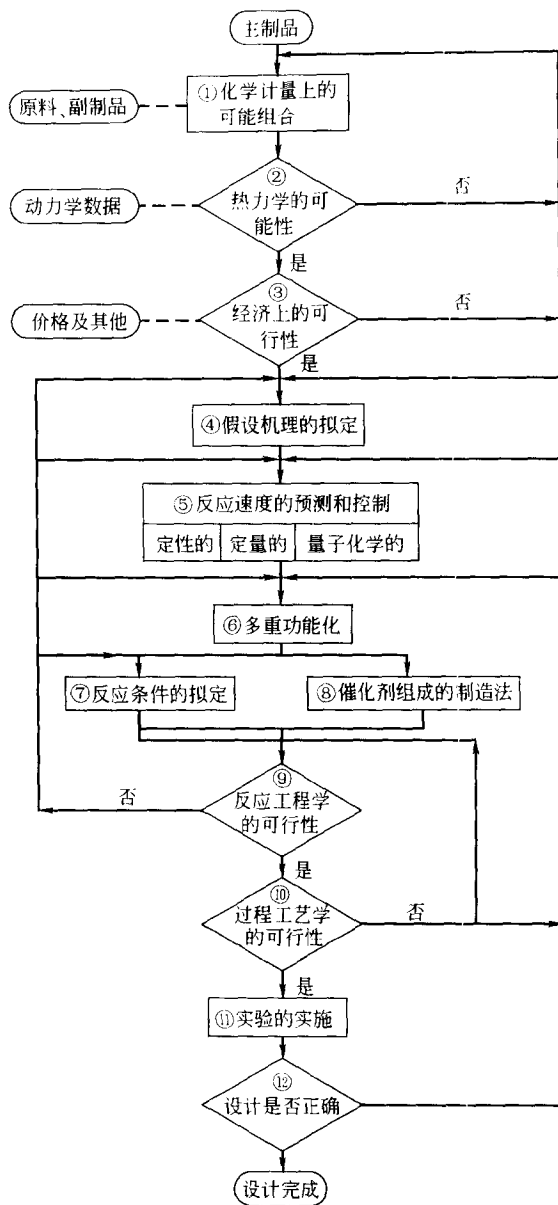 主制品
①化学计量上的
可能组合
原料、副制品
②
热力学的可
能性
否
动力学数据
是
③
经济上的可
行性
否
价格及其他
是
④假设机理的拟定
⑤反应速度的预测和控制
定性的 定量的 量子化学的
⑥多重功能化
⑦反应条件的拟定 ⑧催化剂组成的制造法
⑨
反应工程学
的可行性
否
是
⑩
过程工艺学
的可行性
否
是
⑪实验的实施
⑫
设计是否正确
设计完成